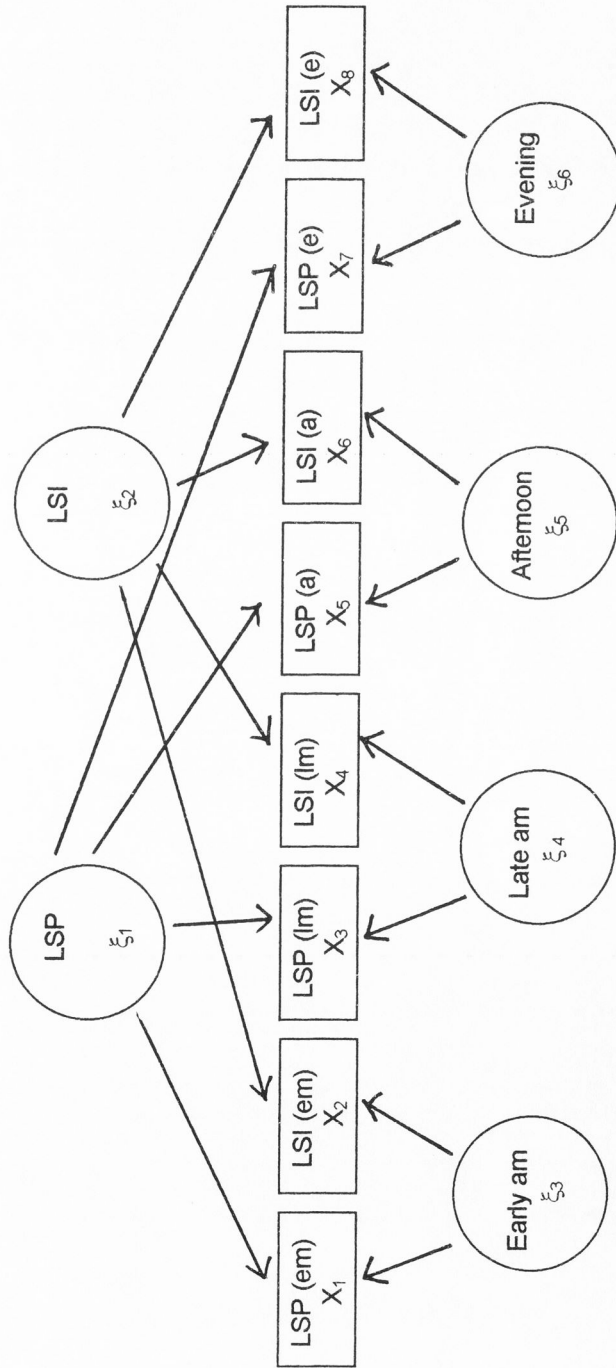 LSP
ξ1
LSI
ξ2
LSP (em)
X1
LSI (em)
X2
LSP (lm)
X3
LSI (lm)
X4
LSP (a)
X5
LSI (a)
X6
LSP (e)
X7
LSI (e)
X8
Early am
ξ3
Late am
ξ4
Afternoon
ξ5
Evening
ξ6